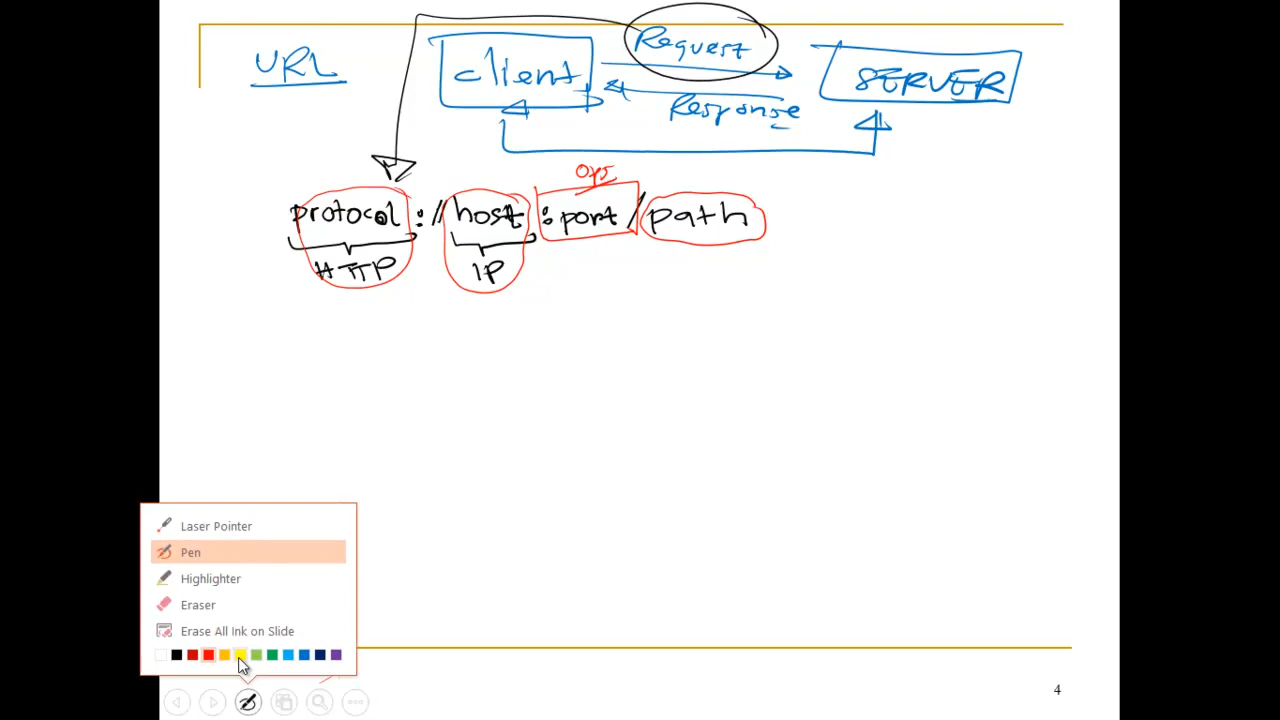 URL
client
Request
Response
SERVER
ops
protocol://host:port/path
HTTP
IP
Laser Pointer
Pen
Highlighter
Eraser
Erase All Ink on Slide
4